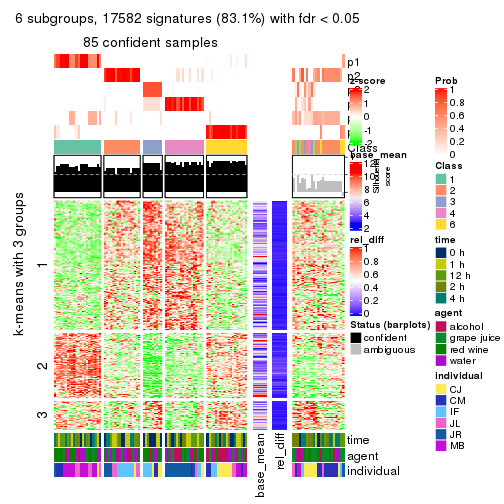 6 subgroups, 17582 signatures (83.1%) with fdr < 0.05
85 confident samples
p1
p2
z-score
2
1
0
-1
-2
Class
base_mean
12
10
8
6
4
2
Silhouette
score
rel_diff
1
0.8
0.6
0.4
0.2
0
Status (barplots)
confident
ambiguous
Prob
1
0.8
0.6
0.4
0.2
0
Class
1
2
3
4
6
time
0 h
1 h
12 h
2 h
4 h
agent
alcohol
grape juice
red wine
water
individual
CJ
CM
IF
JL
JR
MB
k-means with 3 groups
1
2
3
time
agent
individual
base_mean
rel_diff